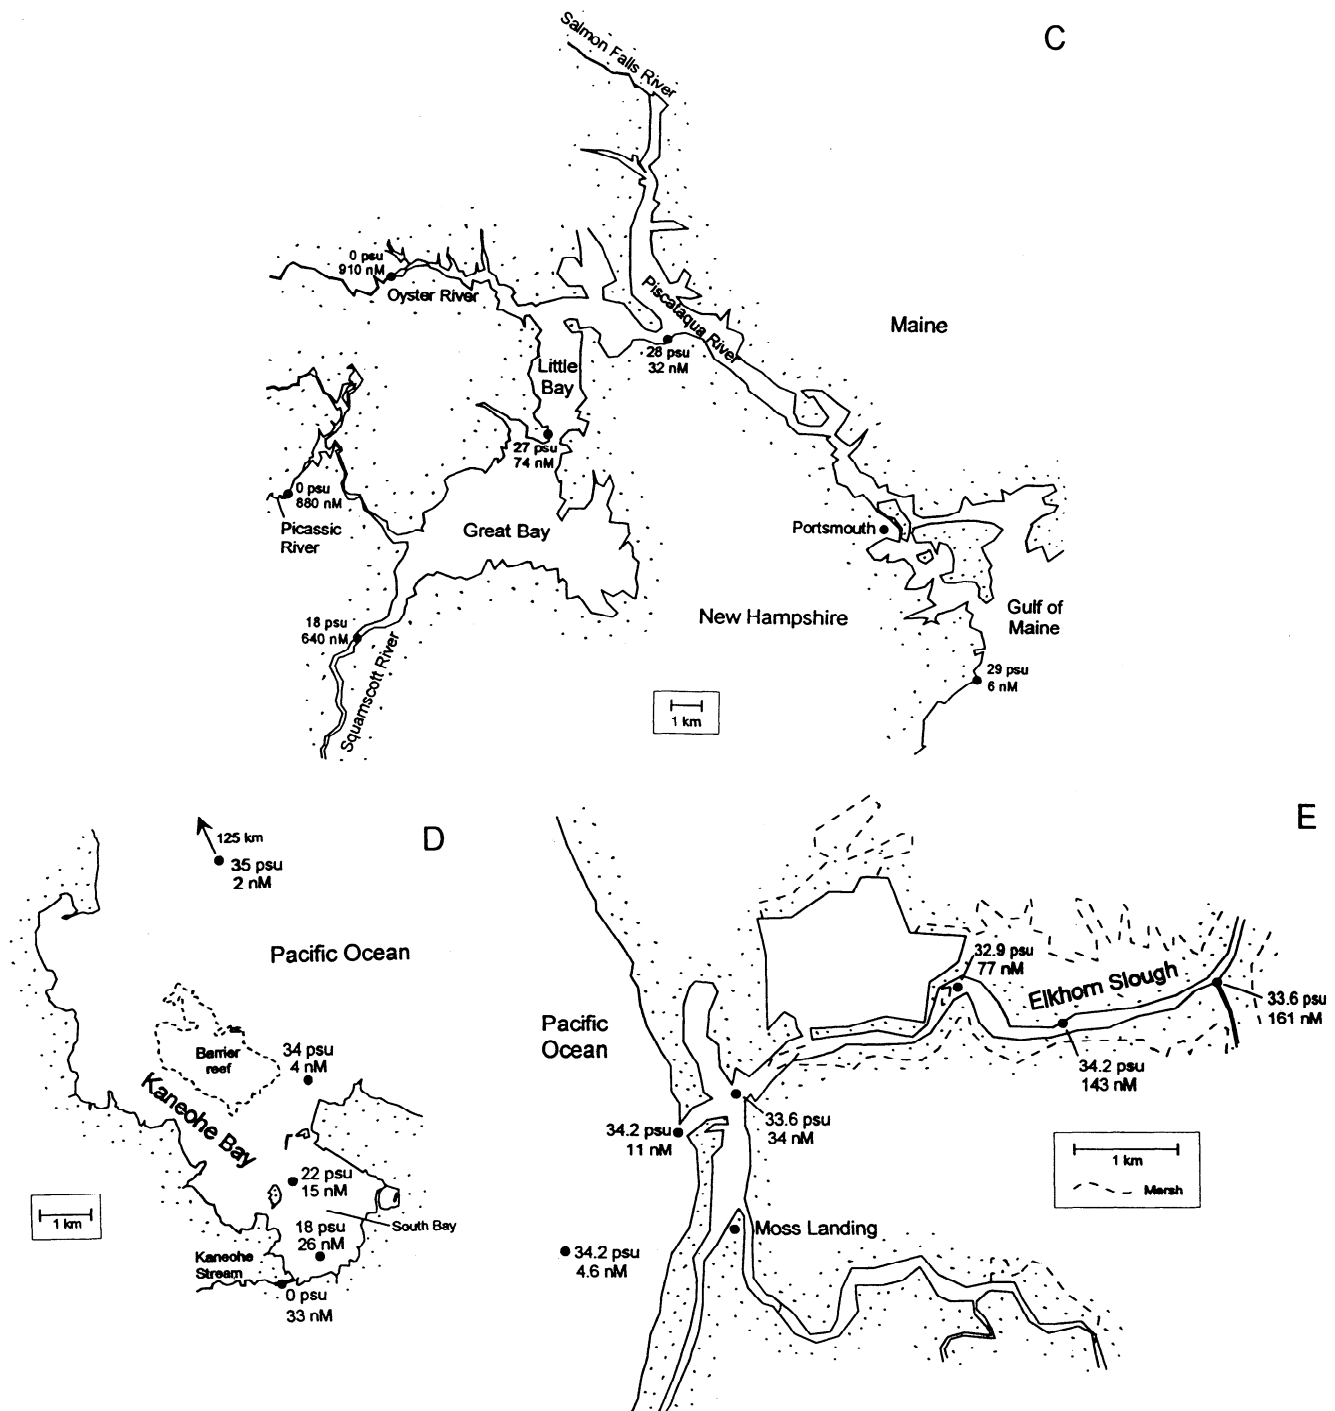 C
Salmon Falls River
0 psu
910 nM
Oyster River
Piscataqua River
Maine
28 psu
32 nM
Little
Bay
27 psu
74 nM
0 psu
880 nM
Picassic
River
Great Bay
Portsmouth
New Hampshire
Gulf of
Maine
18 psu
640 nM
Squamscott River
29 psu
6 nM
1 km
D
125 km
35 psu
2 nM
Pacific Ocean
Barrier
reef
34 psu
4 nM
Kaneohe Bay
22 psu
15 nM
1 km
South Bay
18 psu
26 nM
Kaneohe
Stream
0 psu
33 nM
E
32.9 psu
77 nM
Elkhorn Slough
33.6 psu
161 nM
Pacific
Ocean
34.2 psu
143 nM
33.6 psu
34 nM
34.2 psu
11 nM
1 km
Marsh
Moss Landing
34.2 psu
4.6 nM